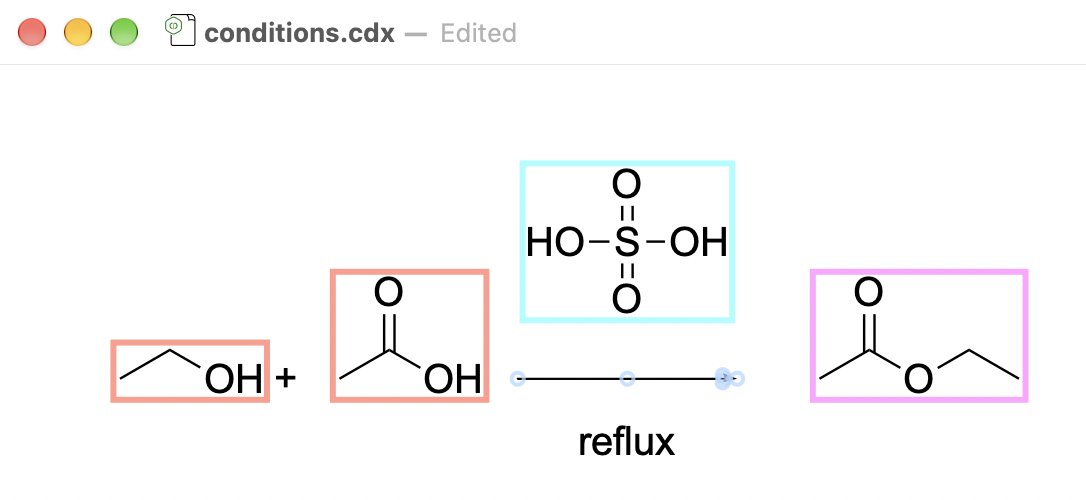 conditions.cdx — Edited
O
HO S OH
O
O
OH + OH
O
O
reflux